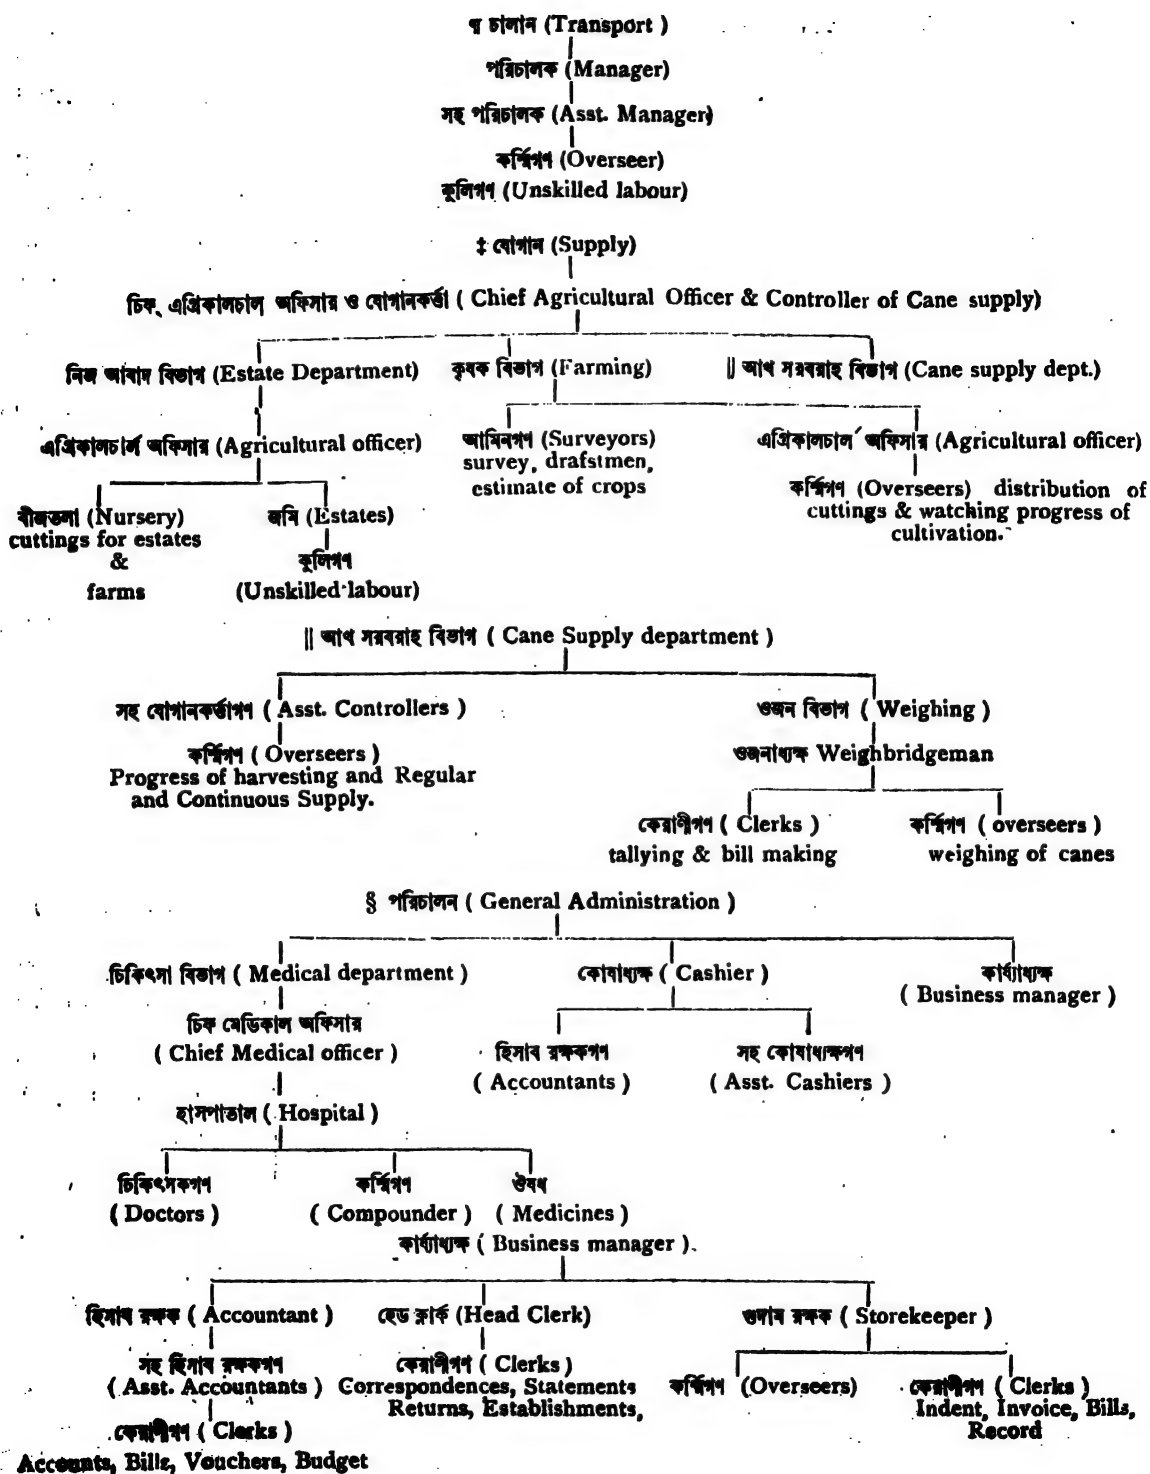 ¶ চালান (Transport )
পরিচালক (Manager)
সহ পরিচালক (Asst. Manager)
কর্ম্মিগণ (Overseer)
কুলিগণ (Unskilled labour)
‡ যোগান (Supply)
চিফ্ এগ্রিকালচাল অফিসার ও যোগানকর্ত্তা ( Chief Agricultural Officer & Controller of Cane supply)
নিজ আবাদ বিভাগ (Estate Department) কৃষক বিভাগ (Farming) || আখ সরবরাহ বিভাগ (Cane supply dept.)
এগ্রিকালচার্ল অফিসার (Agricultural officer) আমিনগণ (Surveyors) এগ্রিকালচার্ল অফিসার (Agricultural officer)
survey, drafstmen,
estimate of crops
কর্ম্মিগণ (Overseers) distribution of
cuttings & watching progress of
cultivation.
বীজতলা (Nursery) জমি (Estates)
cuttings for estates
& কুলিগণ
farms (Unskilled labour)
|| আখ সরবরাহ বিভাগ ( Cane Supply department )
সহ যোগানকর্ত্তাগণ ( Asst. Controllers ) ওজন বিভাগ ( Weighing )
কর্ম্মিগণ ( Overseers ) ওজনাধ্যক্ষ Weighbridgeman
Progress of harvesting and Regular
and Continuous Supply.
কেরাণীগণ ( Clerks ) কর্ম্মিগণ ( overseers )
tallying & bill making weighing of canes
§ পরিচালন ( General Administration )
চিকিৎসা বিভাগ ( Medical department ) কোষাধ্যক্ষ ( Cashier ) কার্য্যাধ্যক্ষ
( Business manager )
চিফ মেডিকাল অফিসার
( Chief Medical officer )
হিসাব রক্ষকগণ সহ কোষাধ্যক্ষগণ
( Accountants ) ( Asst. Cashiers )
হাসপাতাল ( Hospital )
চিকিৎসকগণ কর্ম্মিগণ ঔষধ
( Doctors ) ( Compounder ) ( Medicines )
কার্য্যাধ্যক্ষ ( Business manager ).
হিসাব রক্ষক ( Accountant ) হেড ক্লার্ক (Head Clerk) গুদাম রক্ষক ( Storekeeper )
সহ হিসাব রক্ষকগণ কেরানীগণ ( Clerks )
( Asst. Accountants ) Correspondences, Statements কর্ম্মিগণ (Overseers) কেরাণীগণ ( Clerks )
Returns, Establishments, Indent, Invoice, Bills,
কেরাণীগণ ( Clerks ) Record
Accounts, Bills, Vouchers, Budget